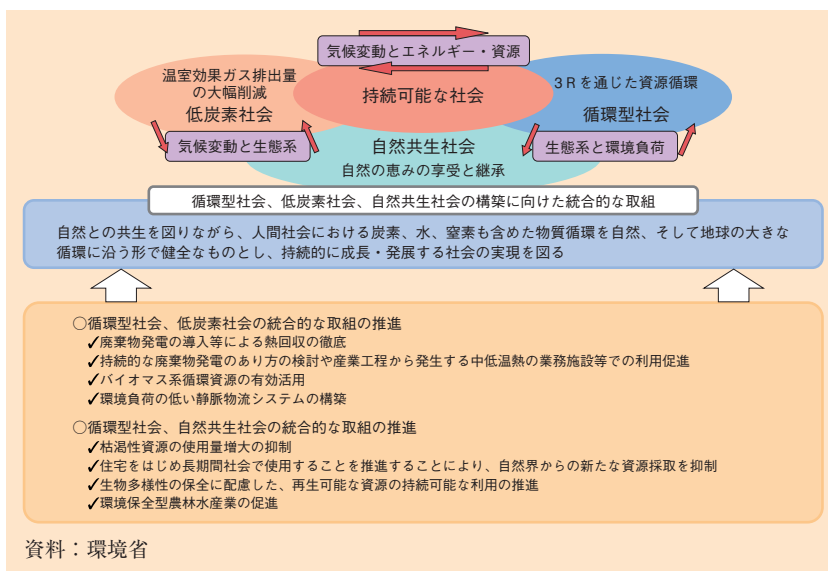 気候変動とエネルギー・資源
温室効果ガス排出量
の大幅削減
低炭素社会
持続可能な社会
3Rを通じた資源循環
循環型社会
気候変動と生態系
自然共生社会
自然の恵みの享受と継承
生態系と環境負荷
循環型社会、低炭素社会、自然共生社会の構築に向けた統合的な取組
自然との共生を図りながら、人間社会における炭素、水、窒素も含めた物質循環を自然、そして地球の大きな
循環に沿う形で健全なものとし、持続的に成長・発展する社会の実現を図る
○循環型社会、低炭素社会の統合的な取組の推進
✓廃棄物発電の導入等による熱回収の徹底
✓持続的な廃棄物発電のあり方の検討や産業工程から発生する中低温熱の業務施設等での利用促進
✓バイオマス系循環資源の有効活用
✓環境負荷の低い静脈物流システムの構築
○循環型社会、自然共生社会の統合的な取組の推進
✓枯渇性資源の使用量増大の抑制
✓住宅をはじめ長期間社会で使用することを推進することにより、自然界からの新たな資源採取を抑制
✓生物多様性の保全に配慮した、再生可能な資源の持続可能な利用の推進
✓環境保全型農林水産業の促進
資料：環境省